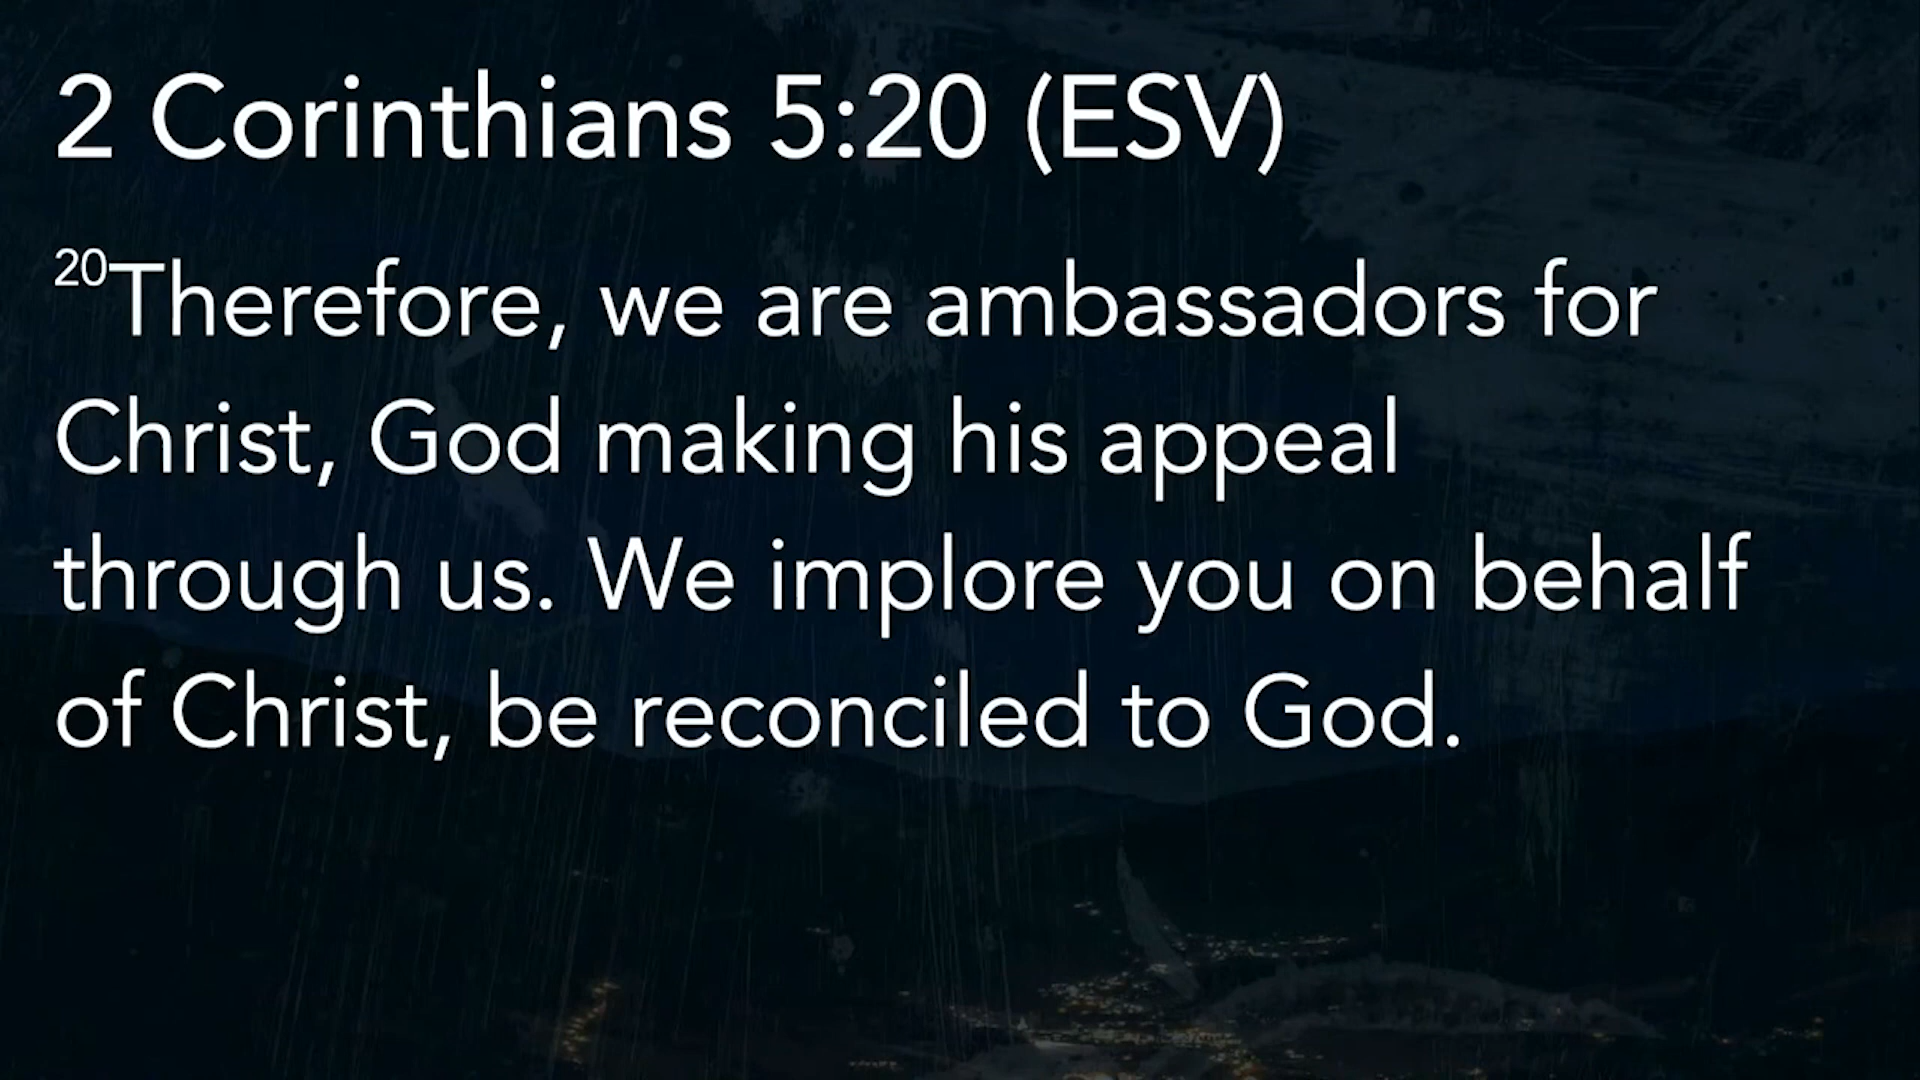 2 Corinthians 5:20 (ESV)
20Therefore, we are ambassadors for
Christ, God making his appeal
through us. We implore you on behalf
of Christ, be reconciled to God.